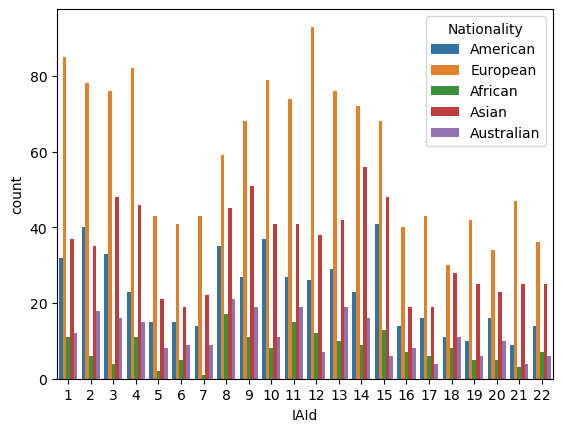 Nationality
American
European
African
Asian
Australian
count
80
60
40
20
0
1 2 3 4 5 6 7 8 9 10 11 12 13 14 15 16 17 18 19 20 21 22
IAId